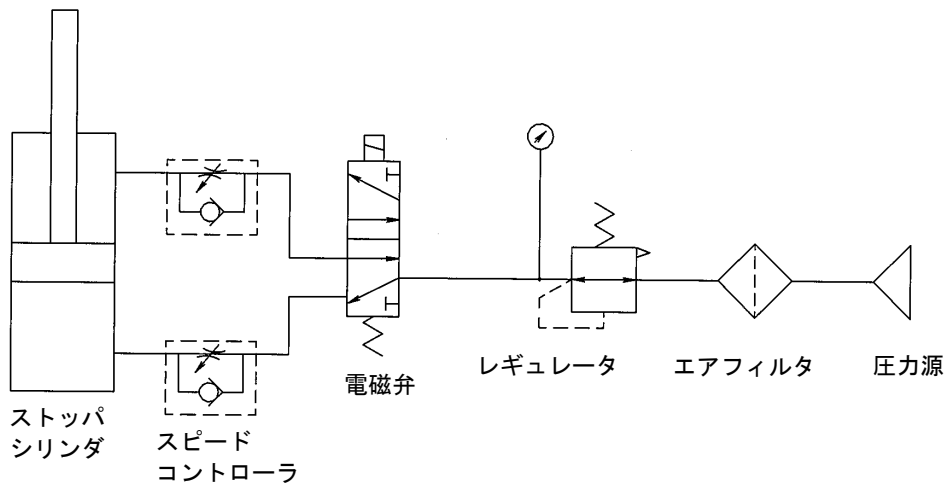 電磁弁
レギュレータ
エアフィルタ
圧力源
ストッパ
シリンダ
スピード
コントローラ